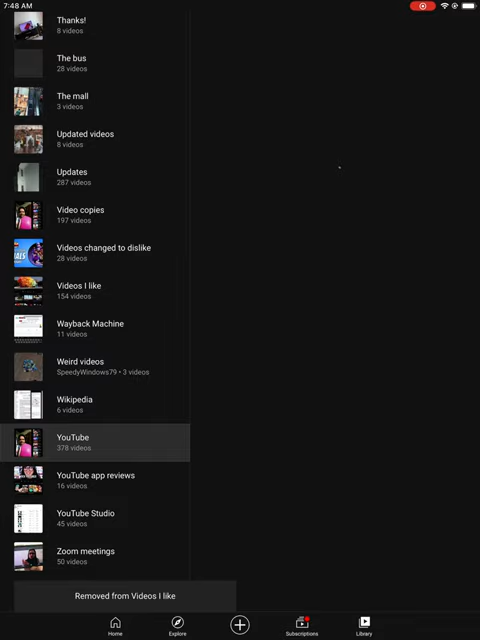 7:48 AM
Thanks!
8 videos
The bus
28 videos
The mall
3 videos
Updated videos
8 videos
Updates
287 videos
Video copies
197 videos
Videos changed to dislike
28 videos
Videos I like
154 videos
Wayback Machine
11 videos
Weird videos
SpeedyWindows79 • 3 videos
Wikipedia
6 videos
YouTube
378 videos
YouTube app reviews
16 videos
YouTube Studio
45 videos
Zoom meetings
50 videos
Removed from Videos I like
Home
Explore
Subscriptions
Library